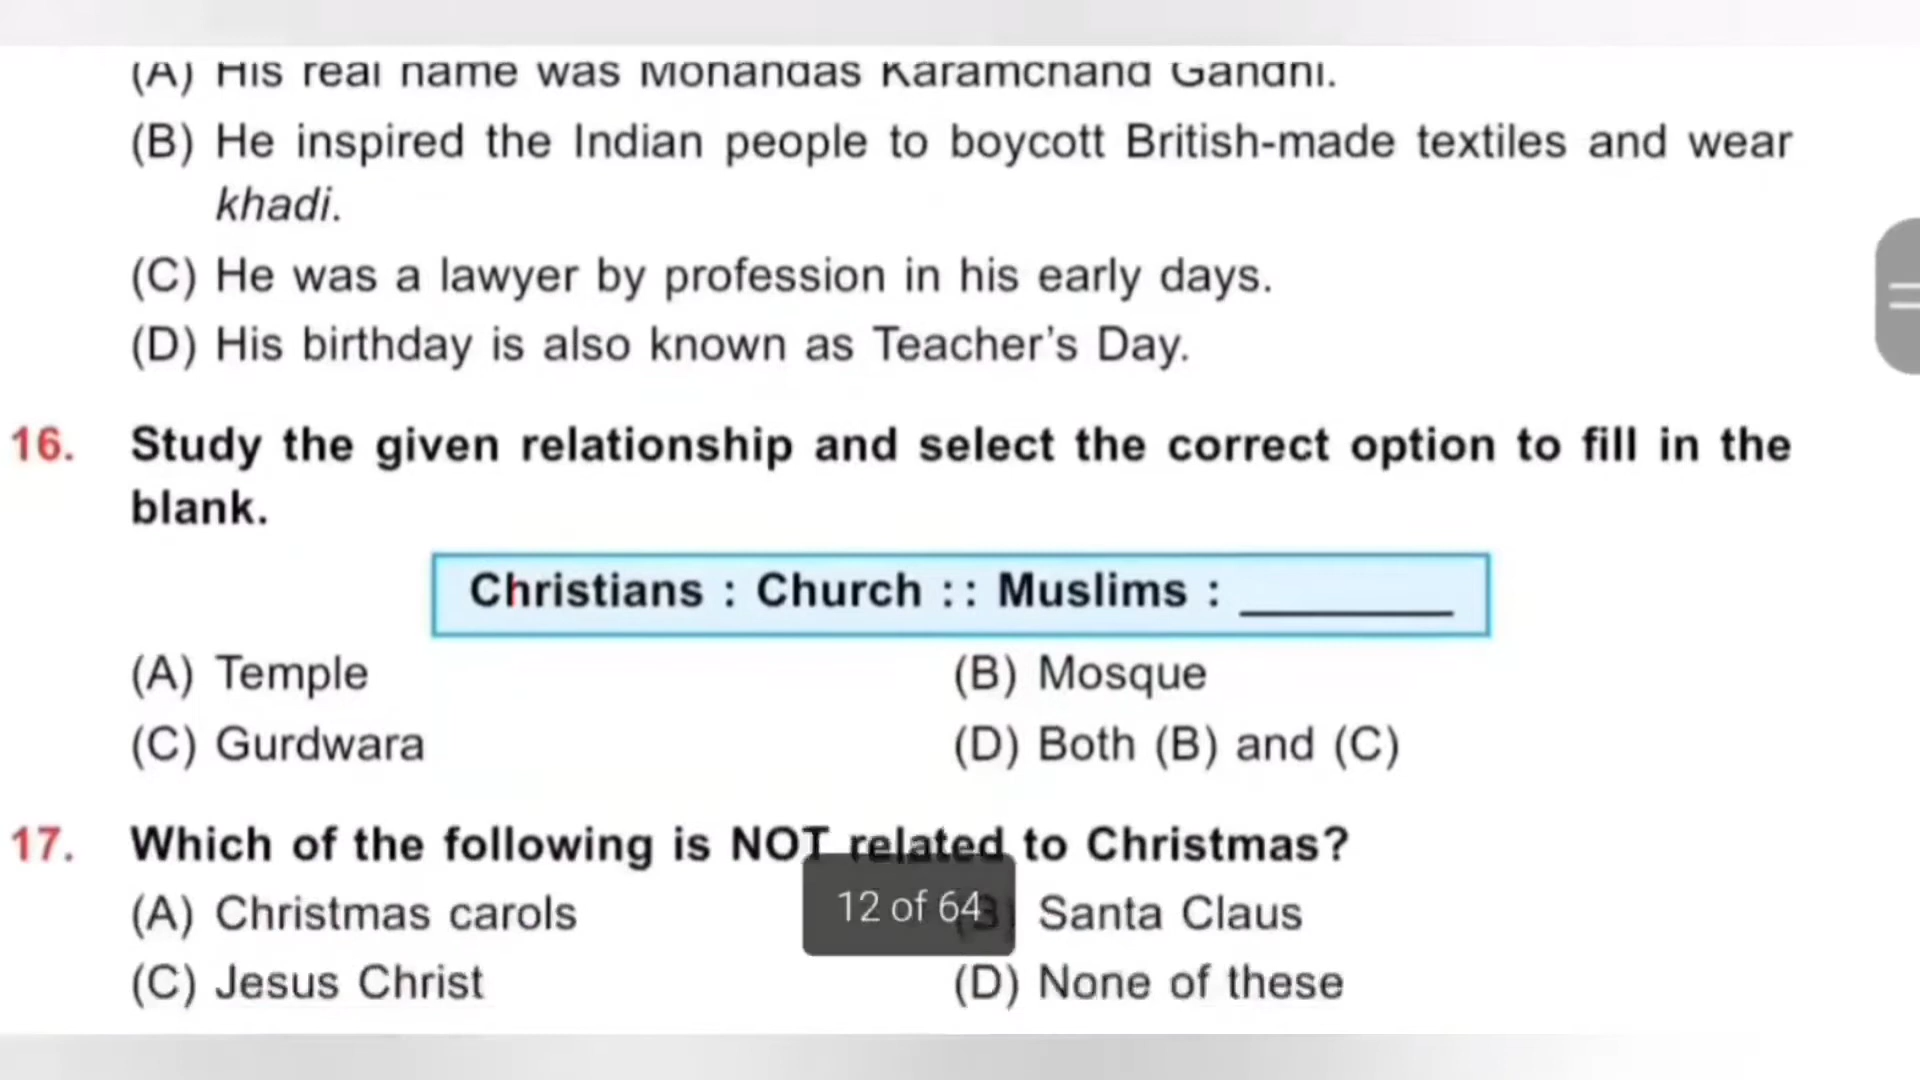 (A) His real name was Mohandas Karamchand Gandhi.
(B) He inspired the Indian people to boycott British-made textiles and wear
khadi.
(C) He was a lawyer by profession in his early days.
(D) His birthday is also known as Teacher's Day.
16. Study the given relationship and select the correct option to fill in the
blank.
Christians : Church :: Muslims : __________
(A) Temple (B) Mosque
(C) Gurdwara (D) Both (B) and (C)
17. Which of the following is NOT related to Christmas?
(A) Christmas carols (B) Santa Claus
12 of 64
(C) Jesus Christ (D) None of these